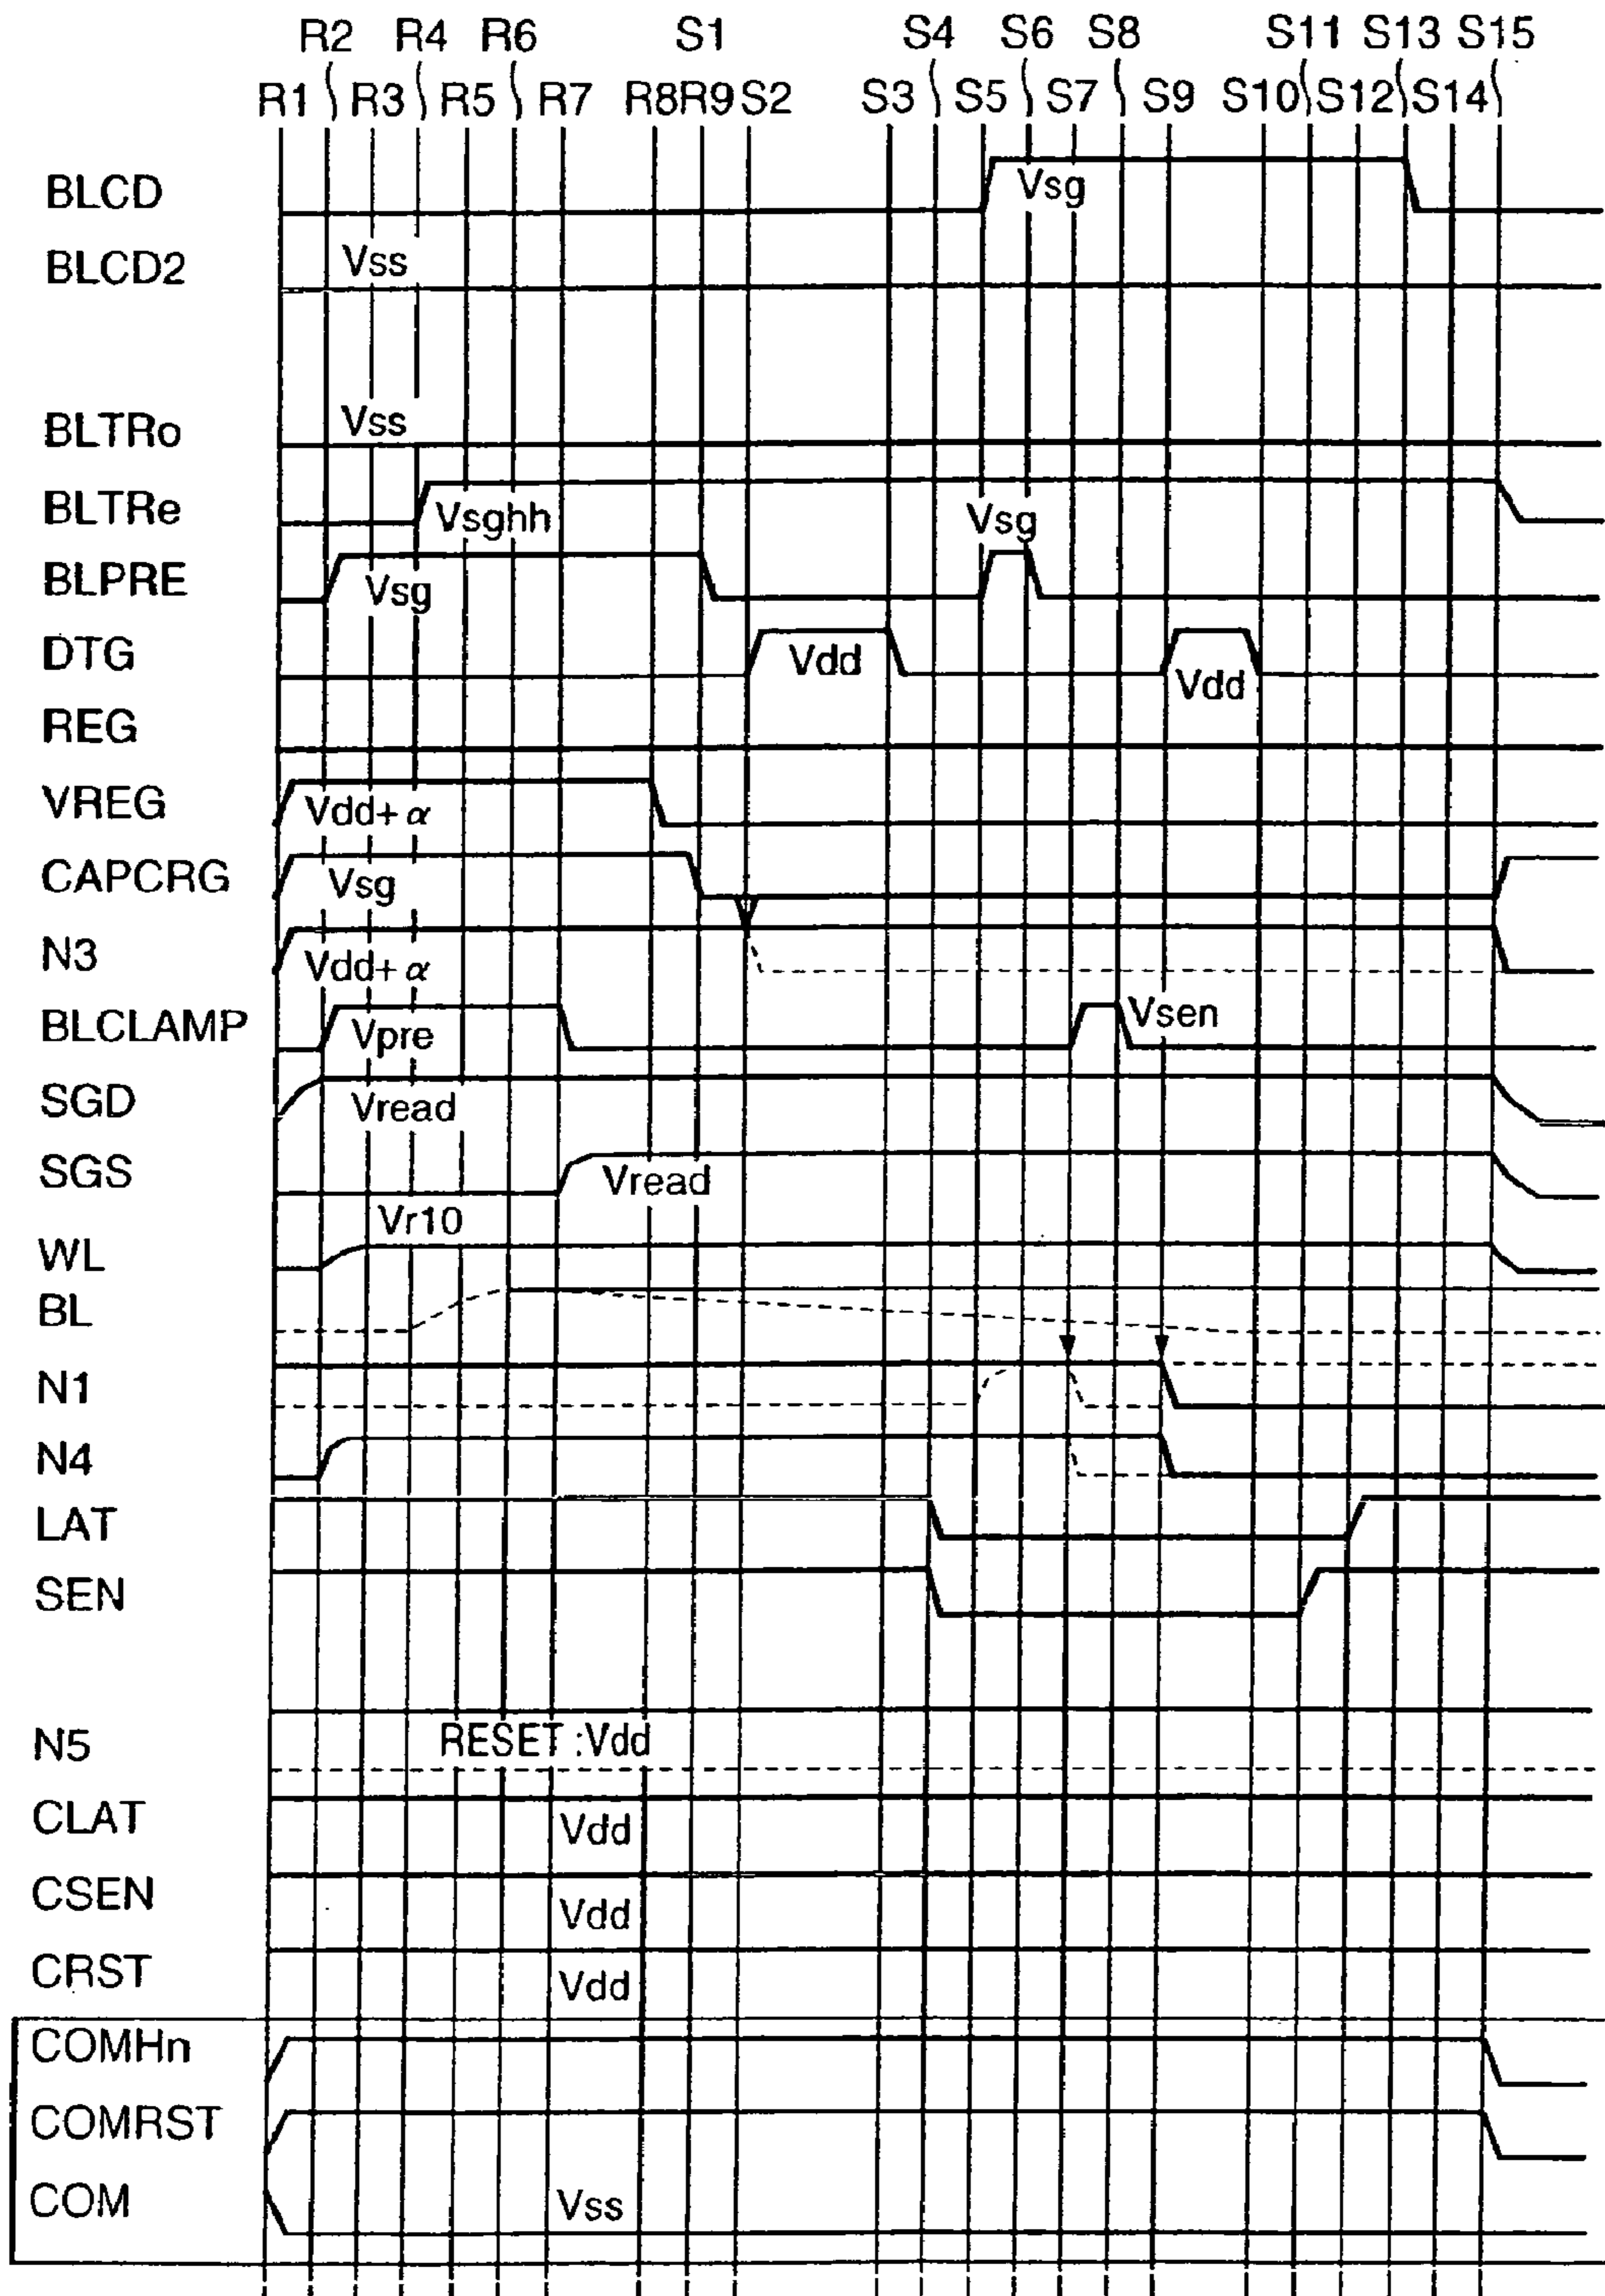 R2 R4 R6 S1 S4 S6 S8 S11 S13 S15
R1 R3 R5 R7 R8 R9 S2 S3 S5 S7 S9 S10 S12 S14
BLCD Vsg
BLCD2 Vss
BLTRo Vss
BLTRe Vsghh
BLPRE Vsg Vsg
DTG Vdd Vdd
REG
VREG Vdd+α
CAPCRG Vsg
N3 Vdd+α
BLCLAMP Vpre Vsen
SGD Vread
SGS Vread
WL Vr10
BL
N1
N4
LAT
SEN
N5 RESET :Vdd
CLAT Vdd
CSEN Vdd
CRST Vdd
COMHn
COMRST
COM Vss